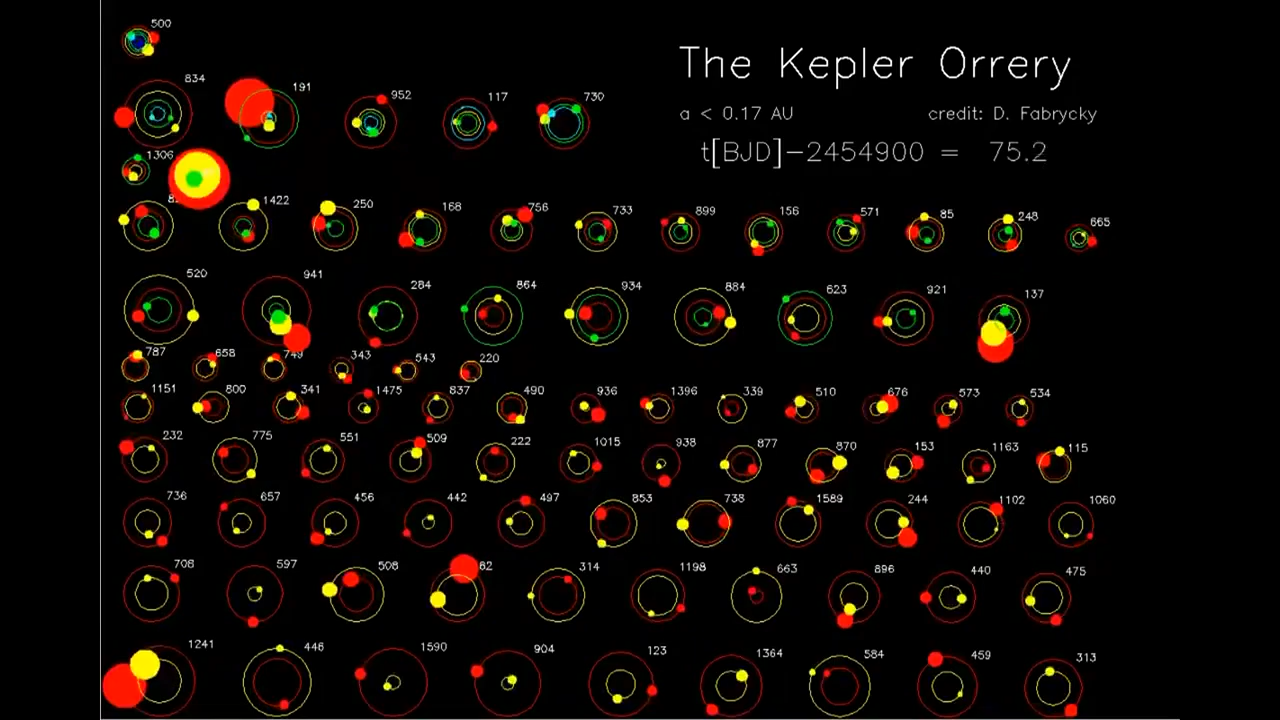 500
The Kepler Orrery
834 191 952 117 730
a < 0.17 AU credit: D. Fabrycky
t[BJD]-2454900 = 75.2
1306
1422 250 168 756 733 899 156 571 85 248 665
520 941 284 864 934 884 623 921 137
787 658 749 343 543 220
1151 800 341 1475 837 490 936 1396 339 510 676 573 534
232 775 551 509 222 1015 938 877 870 153 1163 115
736 657 456 442 497 853 738 1589 244 1102 1060
708 597 508 82 314 1198 663 896 440 475
1241 446 1590 904 123 1364 584 459 313